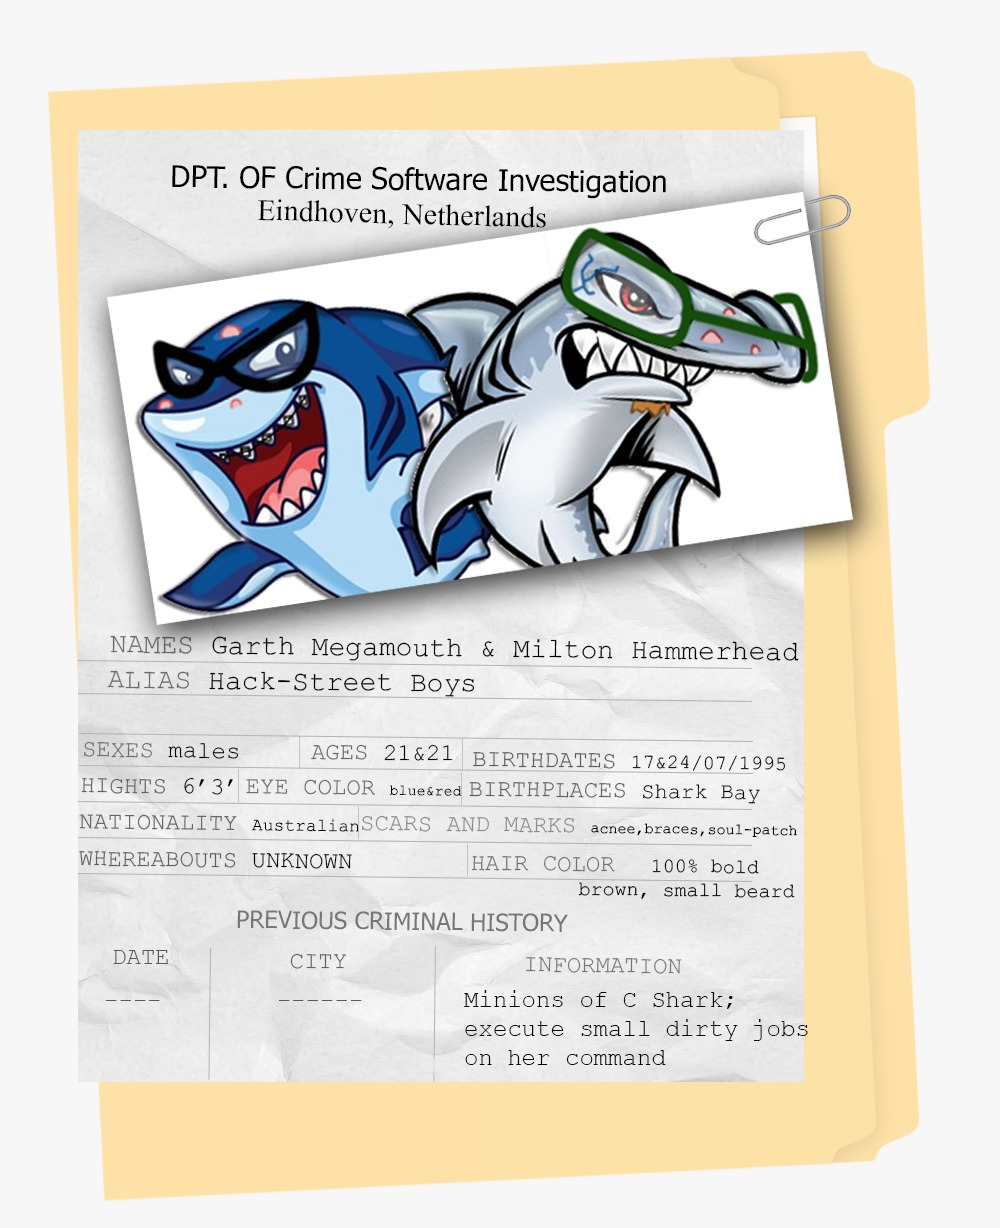 DPT. OF Crime Software Investigation
Eindhoven, Netherlands
NAMES Garth Megamouth & Milton Hammerhead
ALIAS Hack-Street Boys
SEXES males AGES 21&21 BIRTHDATES 17&24/07/1995
HIGHTS 6’3’ EYE COLOR blue&red BIRTHPLACES Shark Bay
NATIONALITY Australian SCARS AND MARKS acnee,braces,soul-patch
WHEREABOUTS UNKNOWN HAIR COLOR 100% bold
brown, small beard
PREVIOUS CRIMINAL HISTORY
DATE CITY INFORMATION
---- ------ Minions of C Shark;
execute small dirty jobs
on her command